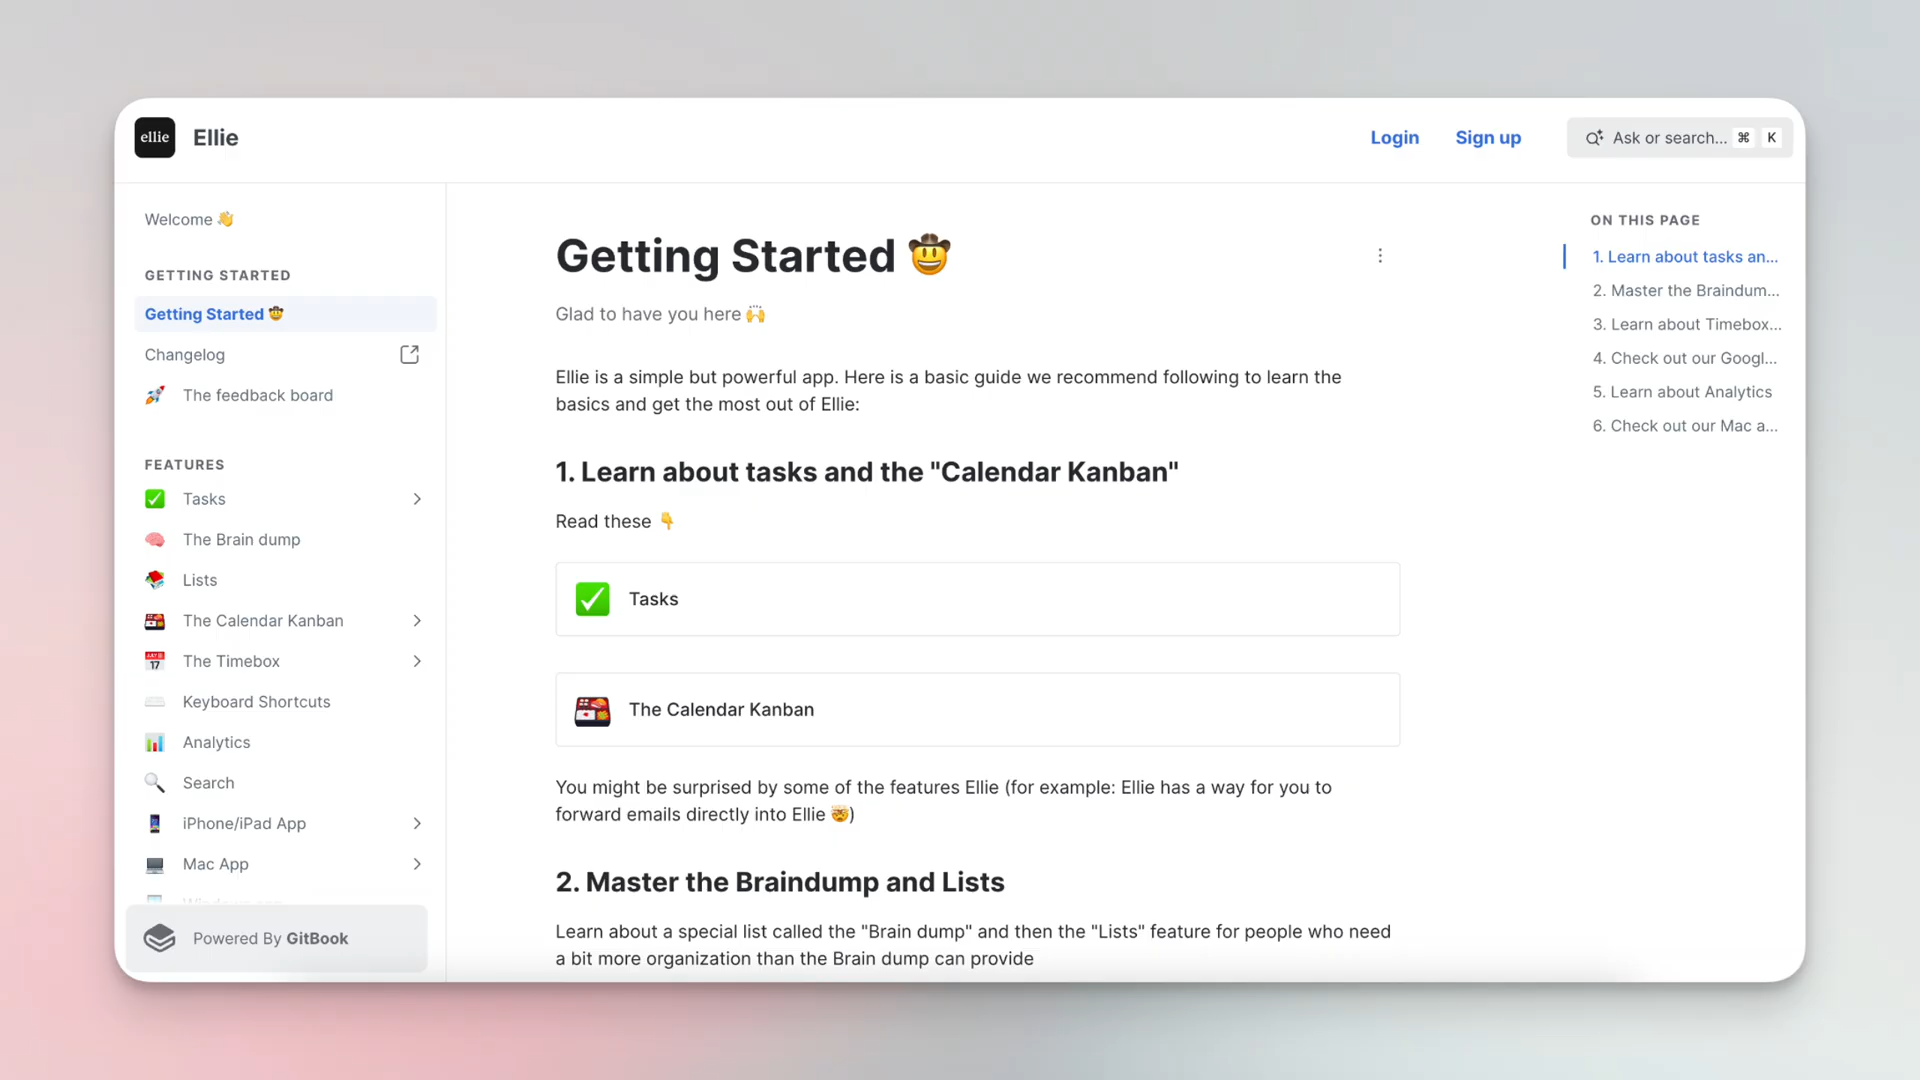 ellie
Ellie
Login
Sign up
Ask or search... ⌘ K
Welcome 👋
GETTING STARTED
Getting Started 🤠
Changelog
🚀 The feedback board
FEATURES
✅ Tasks
🧠 The Brain dump
📚 Lists
🍱 The Calendar Kanban
📅 The Timebox
⌨️ Keyboard Shortcuts
📊 Analytics
🔍 Search
📱 iPhone/iPad App
💻 Mac App
Powered By GitBook
Getting Started 🤠
Glad to have you here 🙌
Ellie is a simple but powerful app. Here is a basic guide we recommend following to learn the
basics and get the most out of Ellie:
1. Learn about tasks and the "Calendar Kanban"
Read these 👇
✅ Tasks
🍱 The Calendar Kanban
You might be surprised by some of the features Ellie (for example: Ellie has a way for you to
forward emails directly into Ellie 🤯)
2. Master the Braindump and Lists
Learn about a special list called the "Brain dump" and then the "Lists" feature for people who need
a bit more organization than the Brain dump can provide
ON THIS PAGE
1. Learn about tasks an...
2. Master the Braindum...
3. Learn about Timebox...
4. Check out our Googl...
5. Learn about Analytics
6. Check out our Mac a...